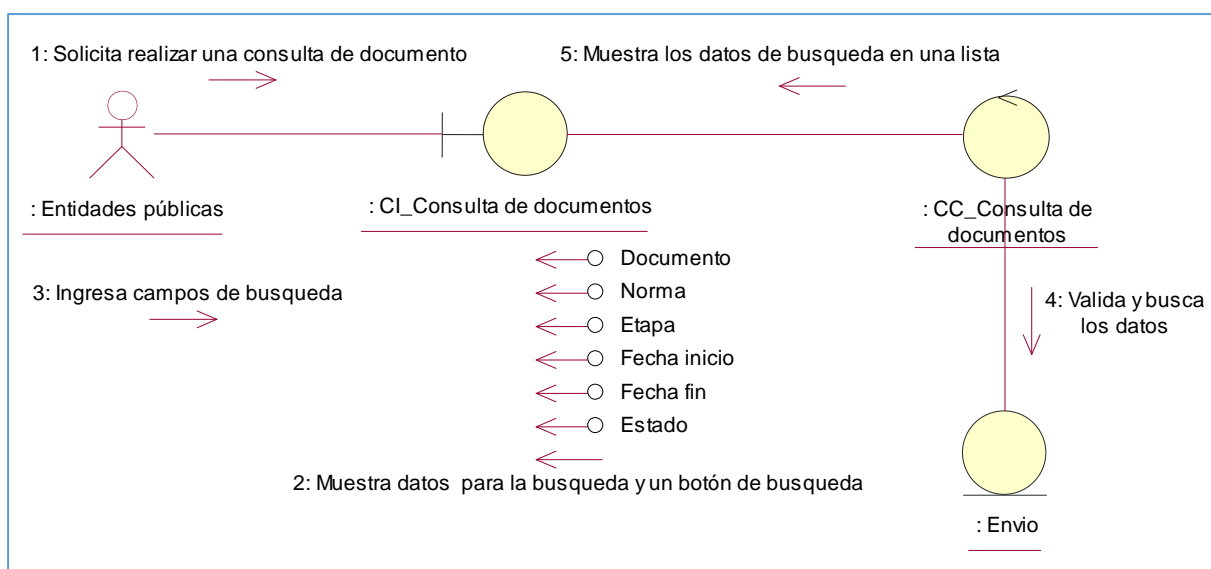 1: Solicita realizar una consulta de documento
5: Muestra los datos de busqueda en una lista
: Entidades públicas
: CI_Consulta de documentos
: CC_Consulta de
documentos
Documento
3: Ingresa campos de busqueda
Norma
Etapa
4: Valida y busca
los datos
Fecha inicio
Fecha fin
Estado
2: Muestra datos para la busqueda y un botón de busqueda
: Envio